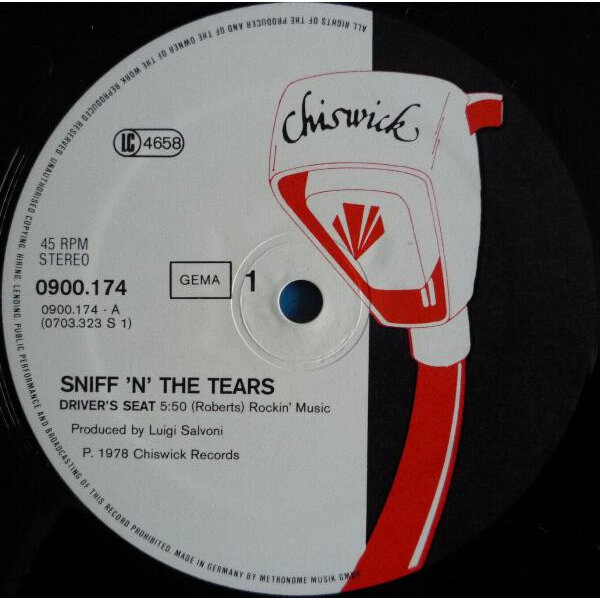 ALL RIGHTS OF THE PRODUCER AND OF THE OWNER OF THE WORK REPRODUCED RESERVED. UNAUTHORISED COPYING, HIRING, LENDING, PUBLIC PERFORMANCE AND BROADCASTING OF THIS RECORD PROHIBITED. MADE IN GERMANY BY METRONOME MUSIK GMBH
Chiswick
LC 4658
45 RPM
STEREO
0900.174
GEMA 1
0900.174 - A
(0703.323 S 1)
SNIFF 'N' THE TEARS
DRIVER'S SEAT 5:50 (Roberts) Rockin' Music
Produced by Luigi Salvoni
P. 1978 Chiswick Records